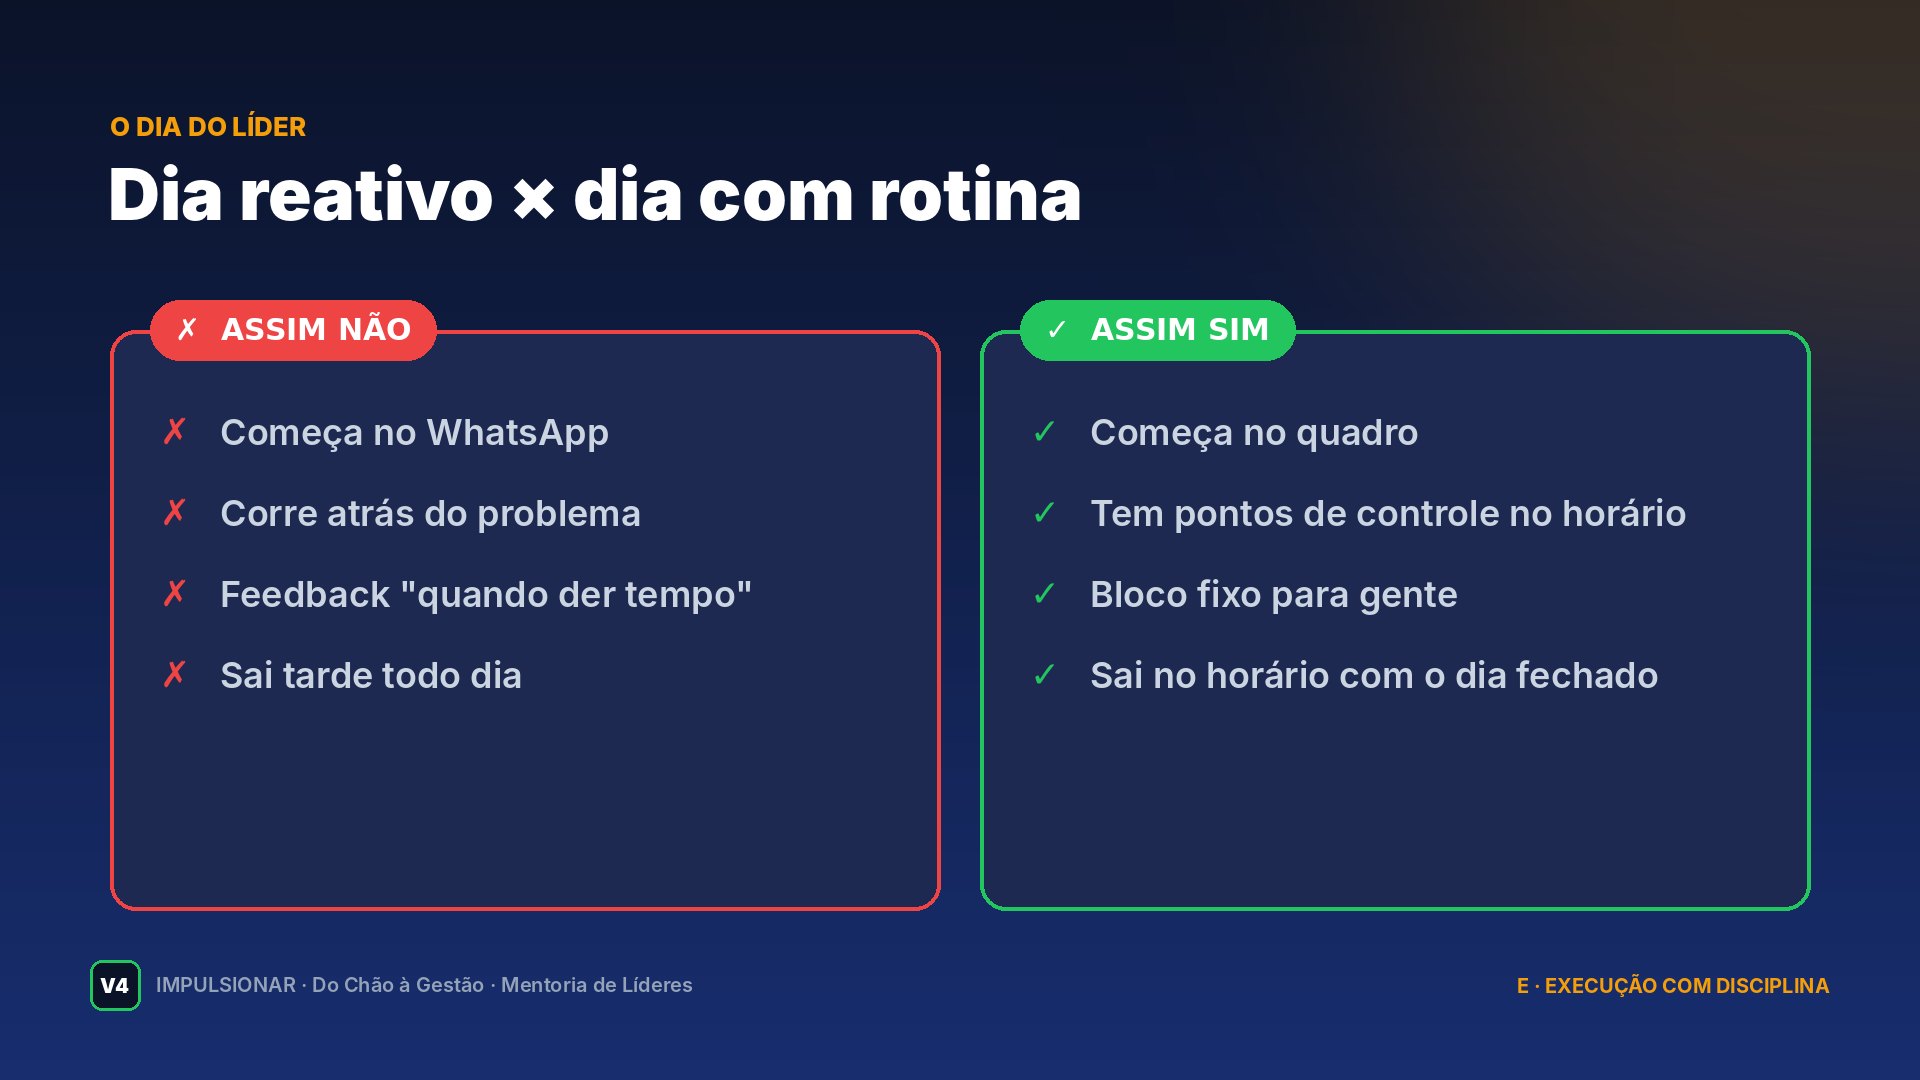 O DIA DO LÍDER
Dia reativo × dia com rotina
✗ ASSIM NÃO
✗ Começa no WhatsApp
✗ Corre atrás do problema
✗ Feedback "quando der tempo"
✗ Sai tarde todo dia
✓ ASSIM SIM
✓ Começa no quadro
✓ Tem pontos de controle no horário
✓ Bloco fixo para gente
✓ Sai no horário com o dia fechado
V4 IMPULSIONAR · Do Chão à Gestão · Mentoria de Líderes
E · EXECUÇÃO COM DISCIPLINA